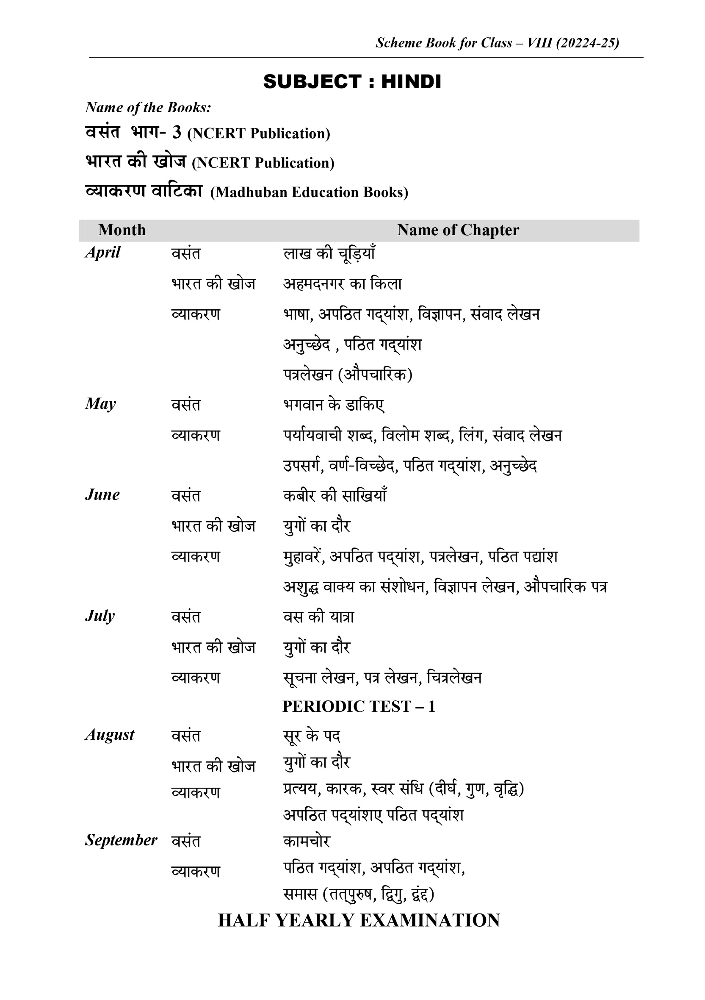 Scheme Book for Class – VIII (20224-25)
SUBJECT : HINDI
Name of the Books:
वसंत भाग- 3 (NCERT Publication)
भारत की खोज (NCERT Publication)
व्याकरण वाटिका (Madhuban Education Books)
Month Name of Chapter
April वसंत लाख की चूड़ियाँ
भारत की खोज अहमदनगर का किला
व्याकरण भाषा, अपठित गद्‌यांश, विज्ञापन, संवाद लेखन
अनुच्छेद , पठित गद्‌यांश
पत्रलेखन (औपचारिक)
May वसंत भगवान के डाकिए
व्याकरण पर्यायवाची शब्द, विलोम शब्द, लिंग, संवाद लेखन
उपसर्ग, वर्ण-विच्छेद, पठित गद्‌यांश, अनुच्छेद
June वसंत कबीर की साखियाँ
भारत की खोज युगों का दौर
व्याकरण मुहावरें, अपठित पद्‌यांश, पत्रलेखन, पठित पद्यांश
अशुद्ध वाक्य का संशोधन, विज्ञापन लेखन, औपचारिक पत्र
July वसंत वस की यात्रा
भारत की खोज युगों का दौर
व्याकरण सूचना लेखन, पत्र लेखन, चित्रलेखन
PERIODIC TEST – 1
August वसंत सूर के पद
भारत की खोज युगों का दौर
व्याकरण प्रत्यय, कारक, स्वर संधि (दीर्घ, गुण, वृद्धि)
अपठित पद्‌यांशए पठित पद्‌यांश
September वसंत कामचोर
व्याकरण पठित गद्‌यांश, अपठित गद्‌यांश,
समास (तत्पुरुष, द्विगु, द्वंद्द)
HALF YEARLY EXAMINATION